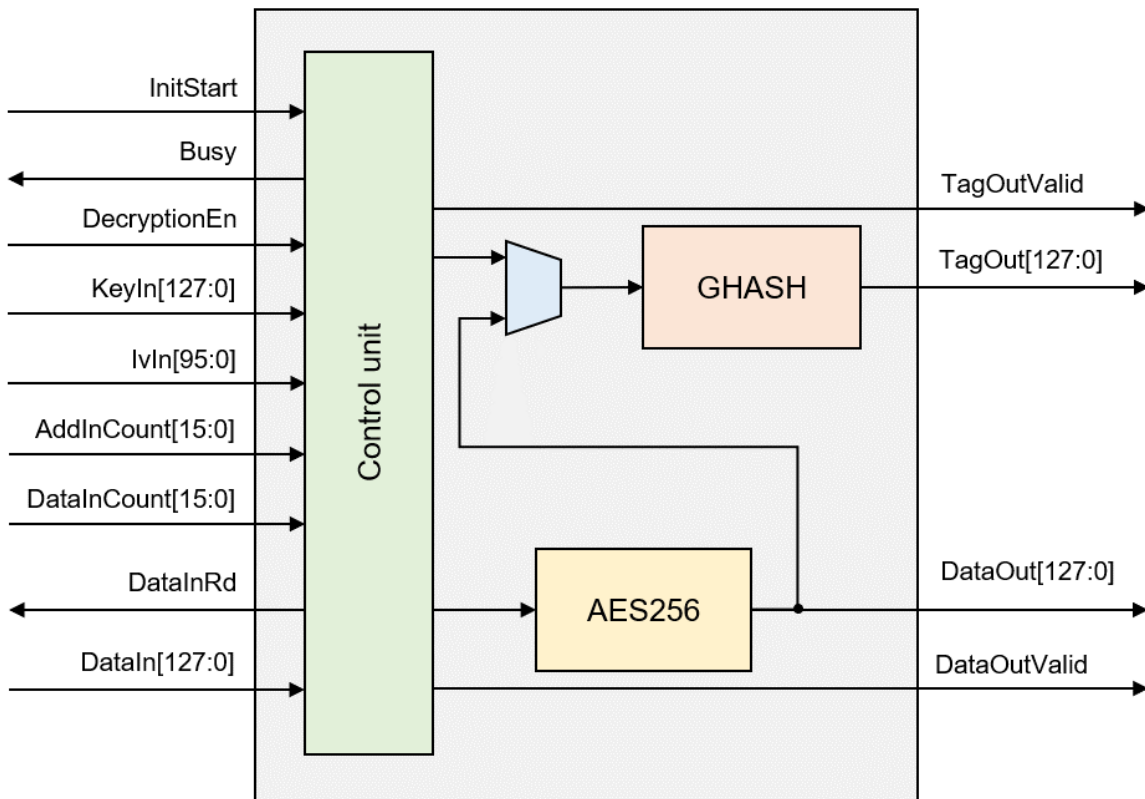 InitStart
Busy
DecryptionEn
KeyIn[127:0]
IvIn[95:0]
AddInCount[15:0]
DataInCount[15:0]
DataInRd
DataIn[127:0]
Control unit
GHASH
AES256
TagOutValid
TagOut[127:0]
DataOut[127:0]
DataOutValid